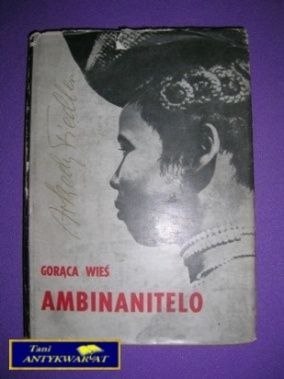 Arkady Fiedler
GORĄCA WIEŚ
AMBINANITELO
Tani
ANTYKWARIAT